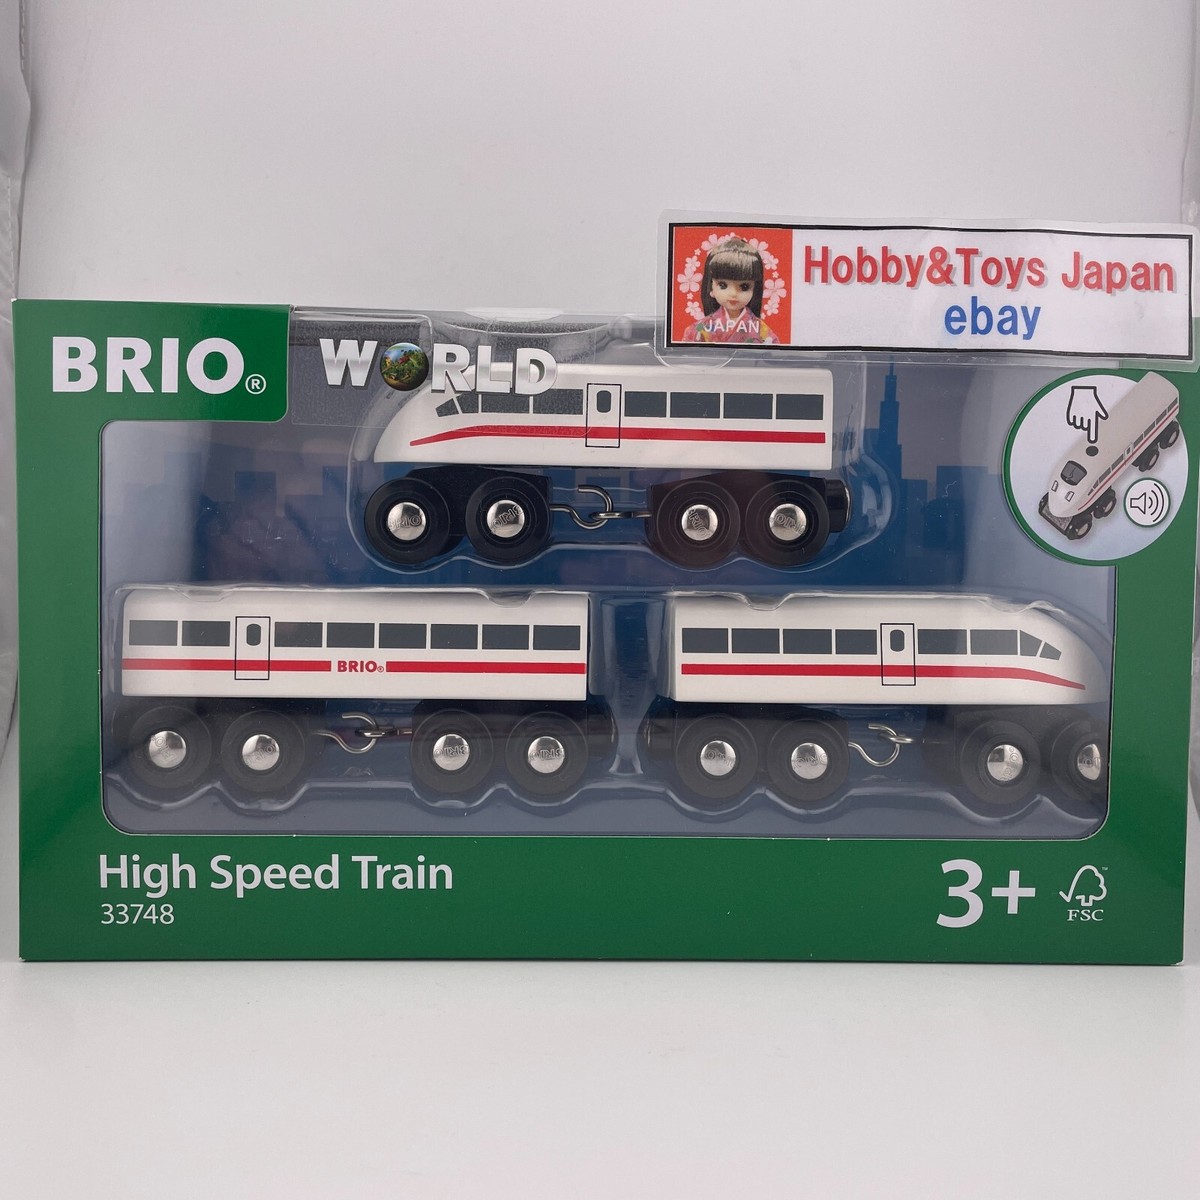 Hobby&Toys Japan
ebay
JAPAN
BRIO®
WORLD
BRIO®
High Speed Train
33748
3+
FSC